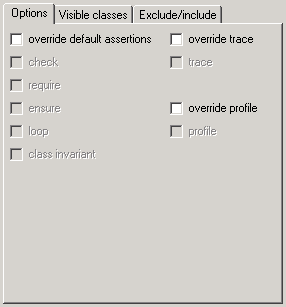 Options Visible classes Exclude/include
override default assertions override trace
check trace
require
ensure override profile
loop profile
class invariant